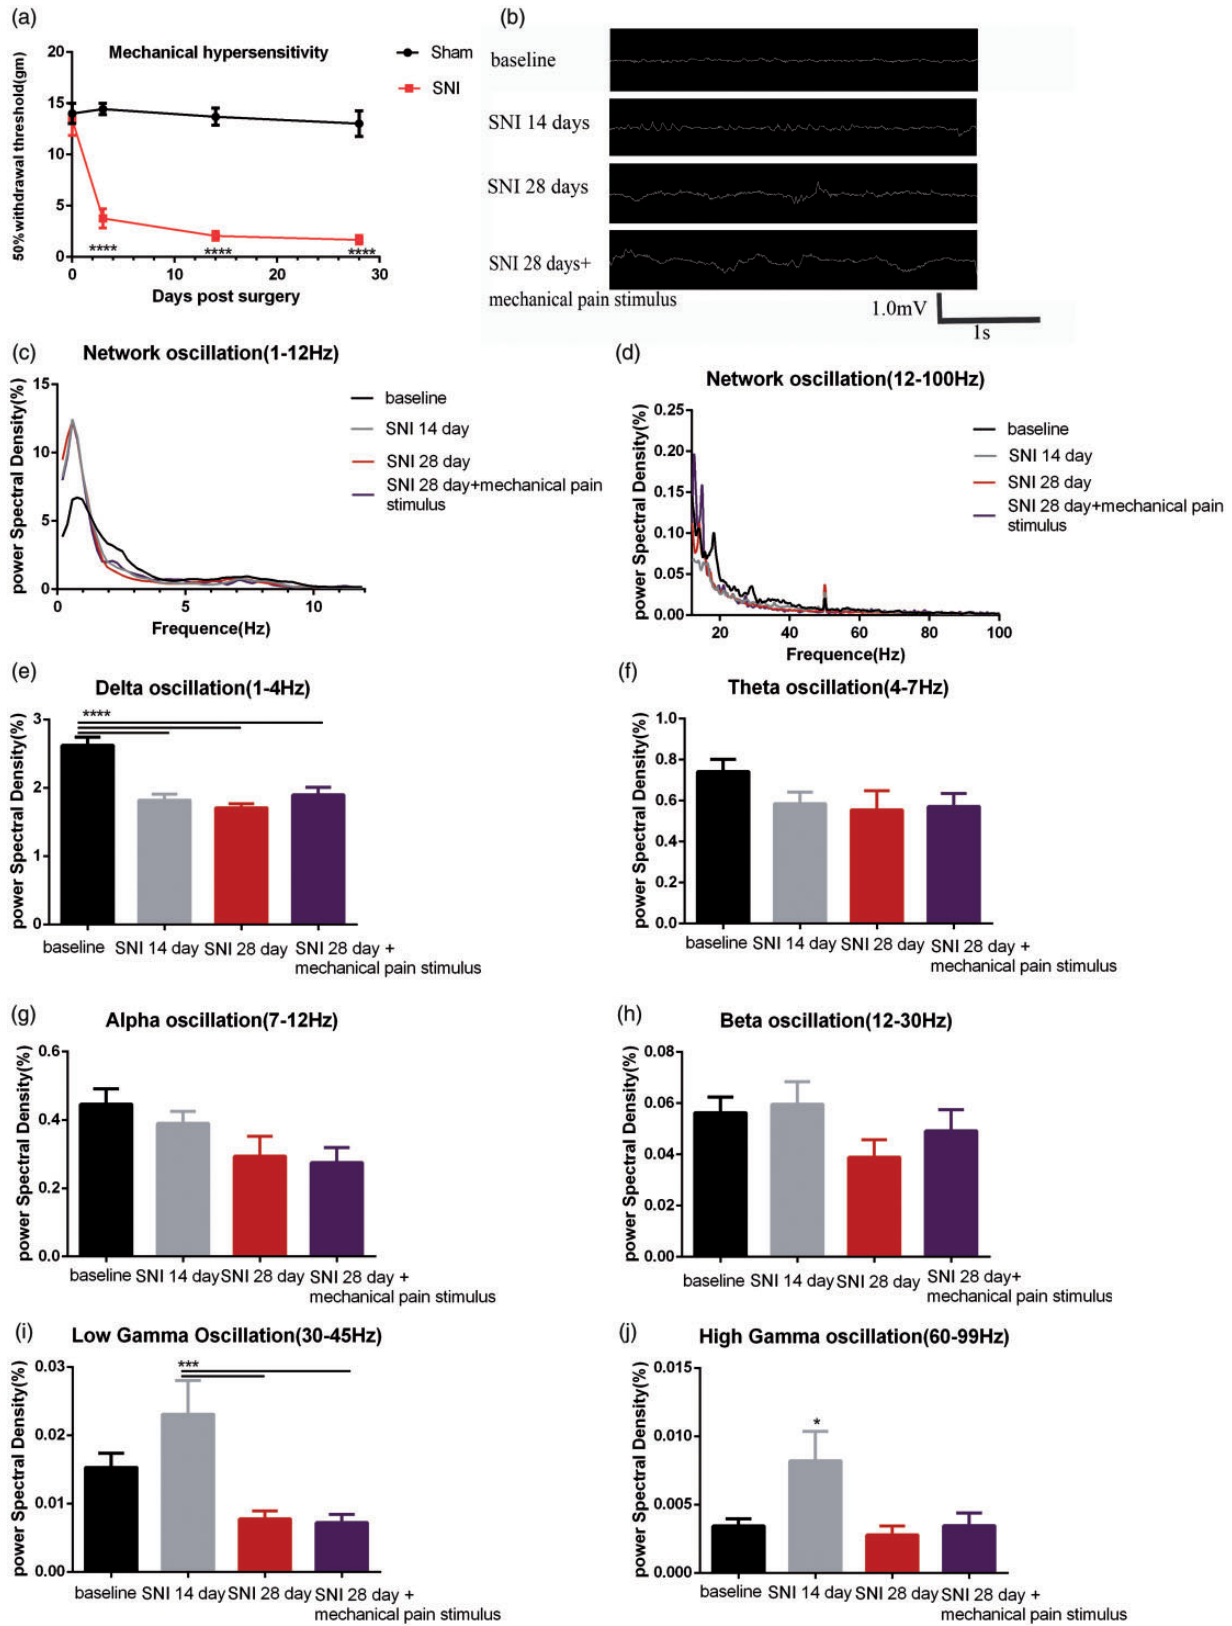 (a)
Mechanical hypersensitivity
50%withdrawal threshold(gm)
20
15
10
5
0
0
10
20
30
Days post surgery
****
****
****
Sham
SNI
(b)
baseline
SNI 14 days
SNI 28 days
SNI 28 days+
mechanical pain stimulus
1.0mV
1s
(c)
Network oscillation(1-12Hz)
power Spectral Density(%)
15
10
5
0
0
5
10
Frequence(Hz)
baseline
SNI 14 day
SNI 28 day
SNI 28 day+mechanical pain
stimulus
(d)
Network oscillation(12-100Hz)
power Spectral Density(%)
0.25
0.20
0.15
0.10
0.05
0.00
20
40
60
80
100
Frequence(Hz)
baseline
SNI 14 day
SNI 28 day
SNI 28 day+mechanical pain
stimulus
(e)
Delta oscillation(1-4Hz)
power Spectral Density(%)
3
2
1
0
****
baseline
SNI 14 day
SNI 28 day
SNI 28 day +
mechanical pain stimulus
(f)
Theta oscillation(4-7Hz)
power Spectral Density(%)
1.0
0.8
0.6
0.4
0.2
0.0
baseline
SNI 14 day
SNI 28 day
SNI 28 day +
mechanical pain stimulus
(g)
Alpha oscillation(7-12Hz)
power Spectral Density(%)
0.6
0.4
0.2
0.0
baseline
SNI 14 day
SNI 28 day
SNI 28 day +
mechanical pain stimulus
(h)
Beta oscillation(12-30Hz)
power Spectral Density(%)
0.08
0.06
0.04
0.02
0.00
baseline
SNI 14 day
SNI 28 day
SNI 28 day+
mechanical pain stimulus
(i)
Low Gamma Oscillation(30-45Hz)
power Spectral Density(%)
0.03
0.02
0.01
0.00
***
baseline
SNI 14 day
SNI 28 day
SNI 28 day +
mechanical pain stimulus
(j)
High Gamma oscillation(60-99Hz)
power Spectral Density(%)
0.015
0.010
0.005
0.000
*
baseline
SNI 14 day
SNI 28 day
SNI 28 day +
mechanical pain stimulus